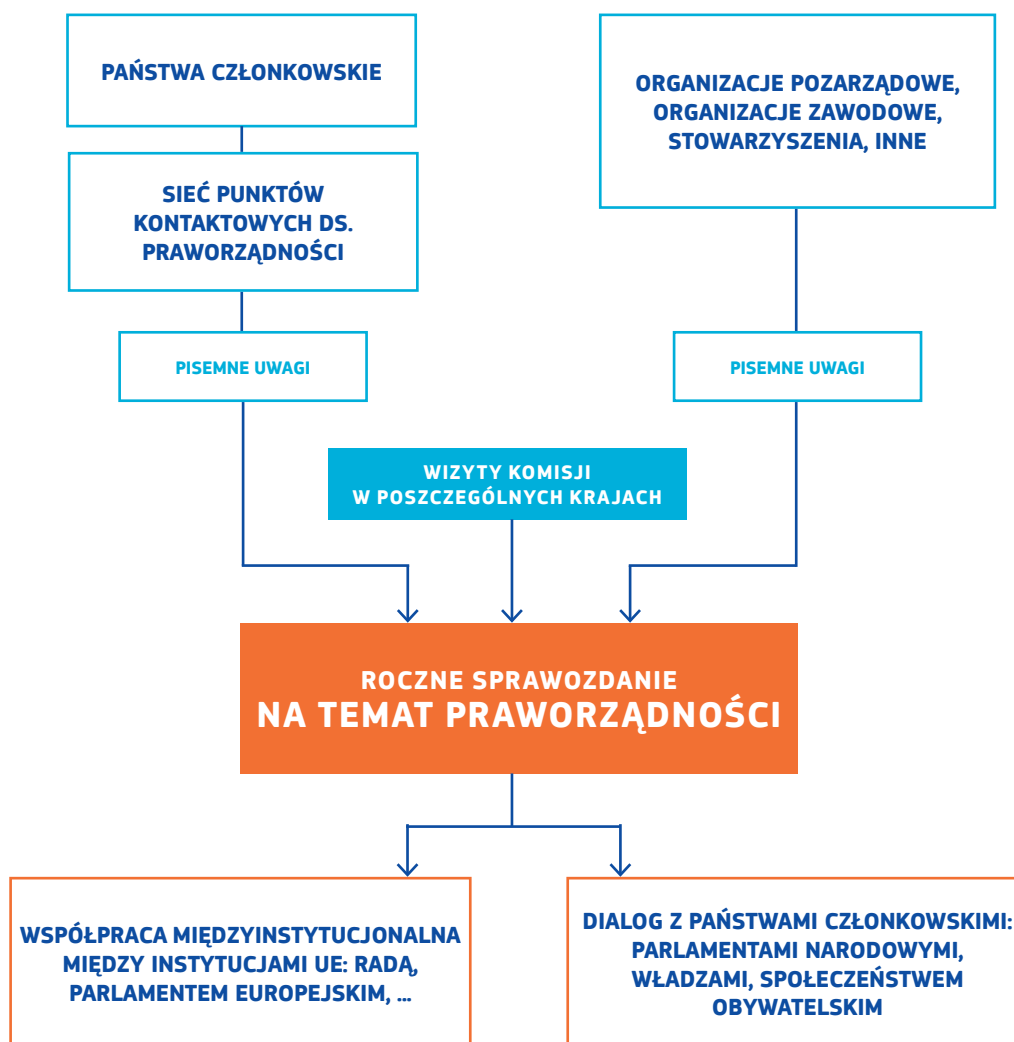 PAŃSTWA CZŁONKOWSKIE
ORGANIZACJE POZARZĄDOWE,
ORGANIZACJE ZAWODOWE,
STOWARZYSZENIA, INNE
SIEĆ PUNKTÓW
KONTAKTOWYCH DS.
PRAWORZĄDNOŚCI
PISEMNE UWAGI
PISEMNE UWAGI
WIZYTY KOMISJI
W POSZCZEGÓLNYCH KRAJACH
ROCZNE SPRAWOZDANIE
NA TEMAT PRAWORZĄDNOŚCI
WSPÓŁPRACA MIĘDZYINSTYTUCJONALNA
MIĘDZY INSTYTUCJAMI UE: RADĄ,
PARLAMENTEM EUROPEJSKIM, ...
DIALOG Z PAŃSTWAMI CZŁONKOWSKIMI:
PARLAMENTAMI NARODOWYMI,
WŁADZAMI, SPOŁECZEŃSTWEM
OBYWATELSKIM